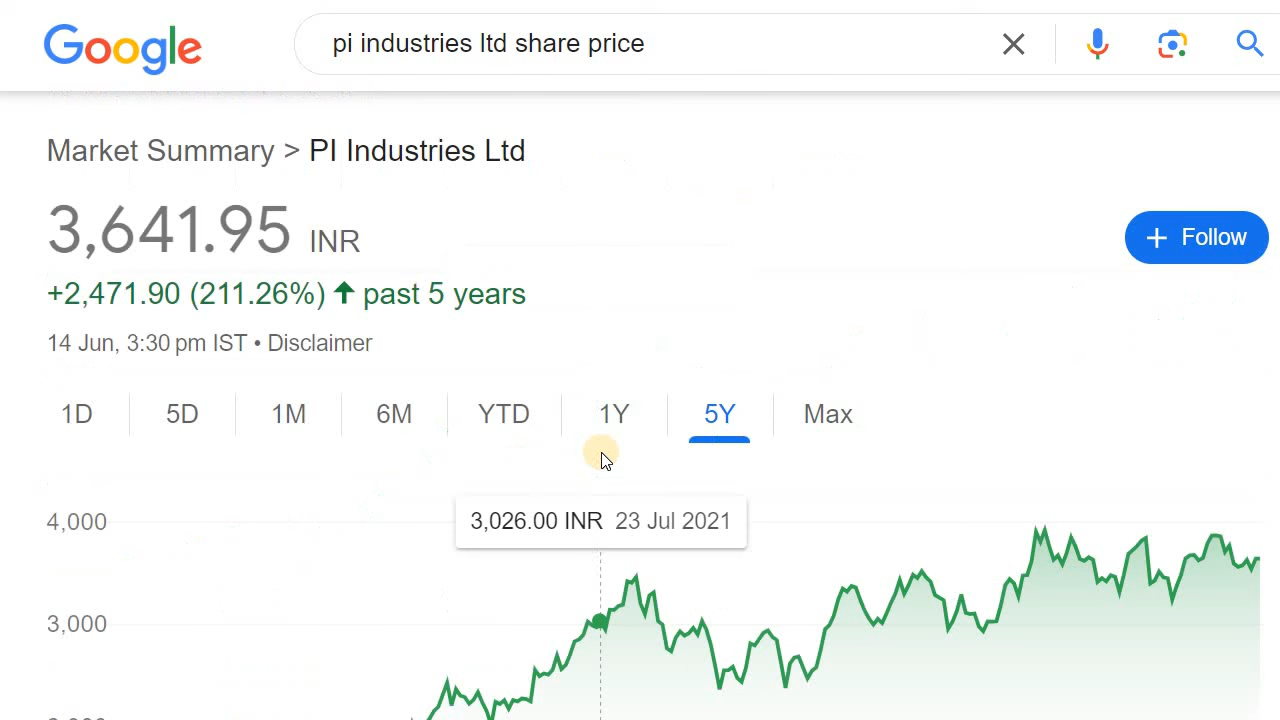 Google
pi industries ltd share price
Market Summary > PI Industries Ltd
3,641.95 INR
+ Follow
+2,471.90 (211.26%) ↑ past 5 years
14 Jun, 3:30 pm IST • Disclaimer
1D 5D 1M 6M YTD 1Y 5Y Max
3,026.00 INR 23 Jul 2021
4,000
3,000